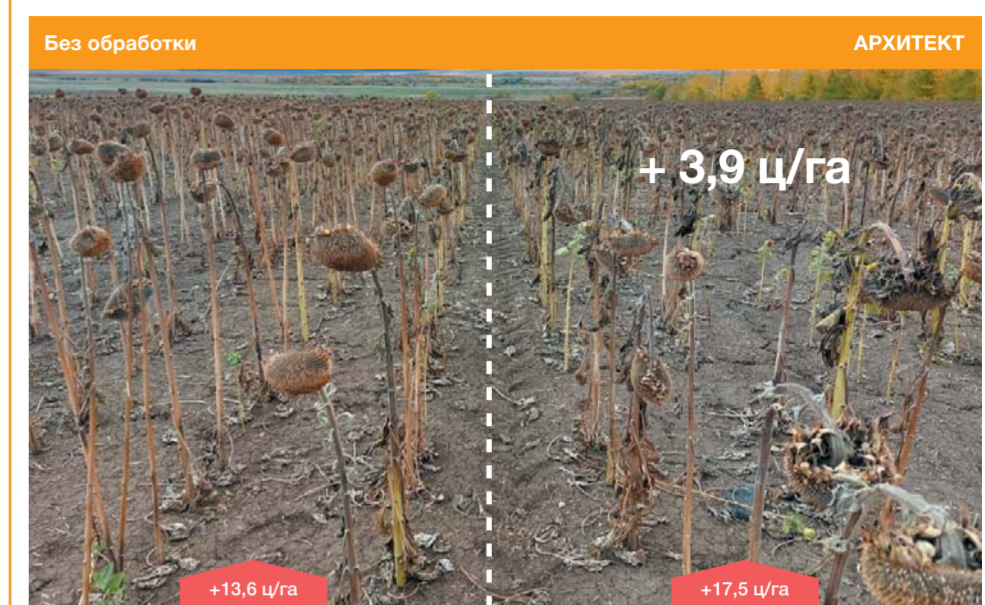 Без обработки
АРХИТЕКТ
+ 3,9 ц/га
+13,6 ц/га
+17,5 ц/га